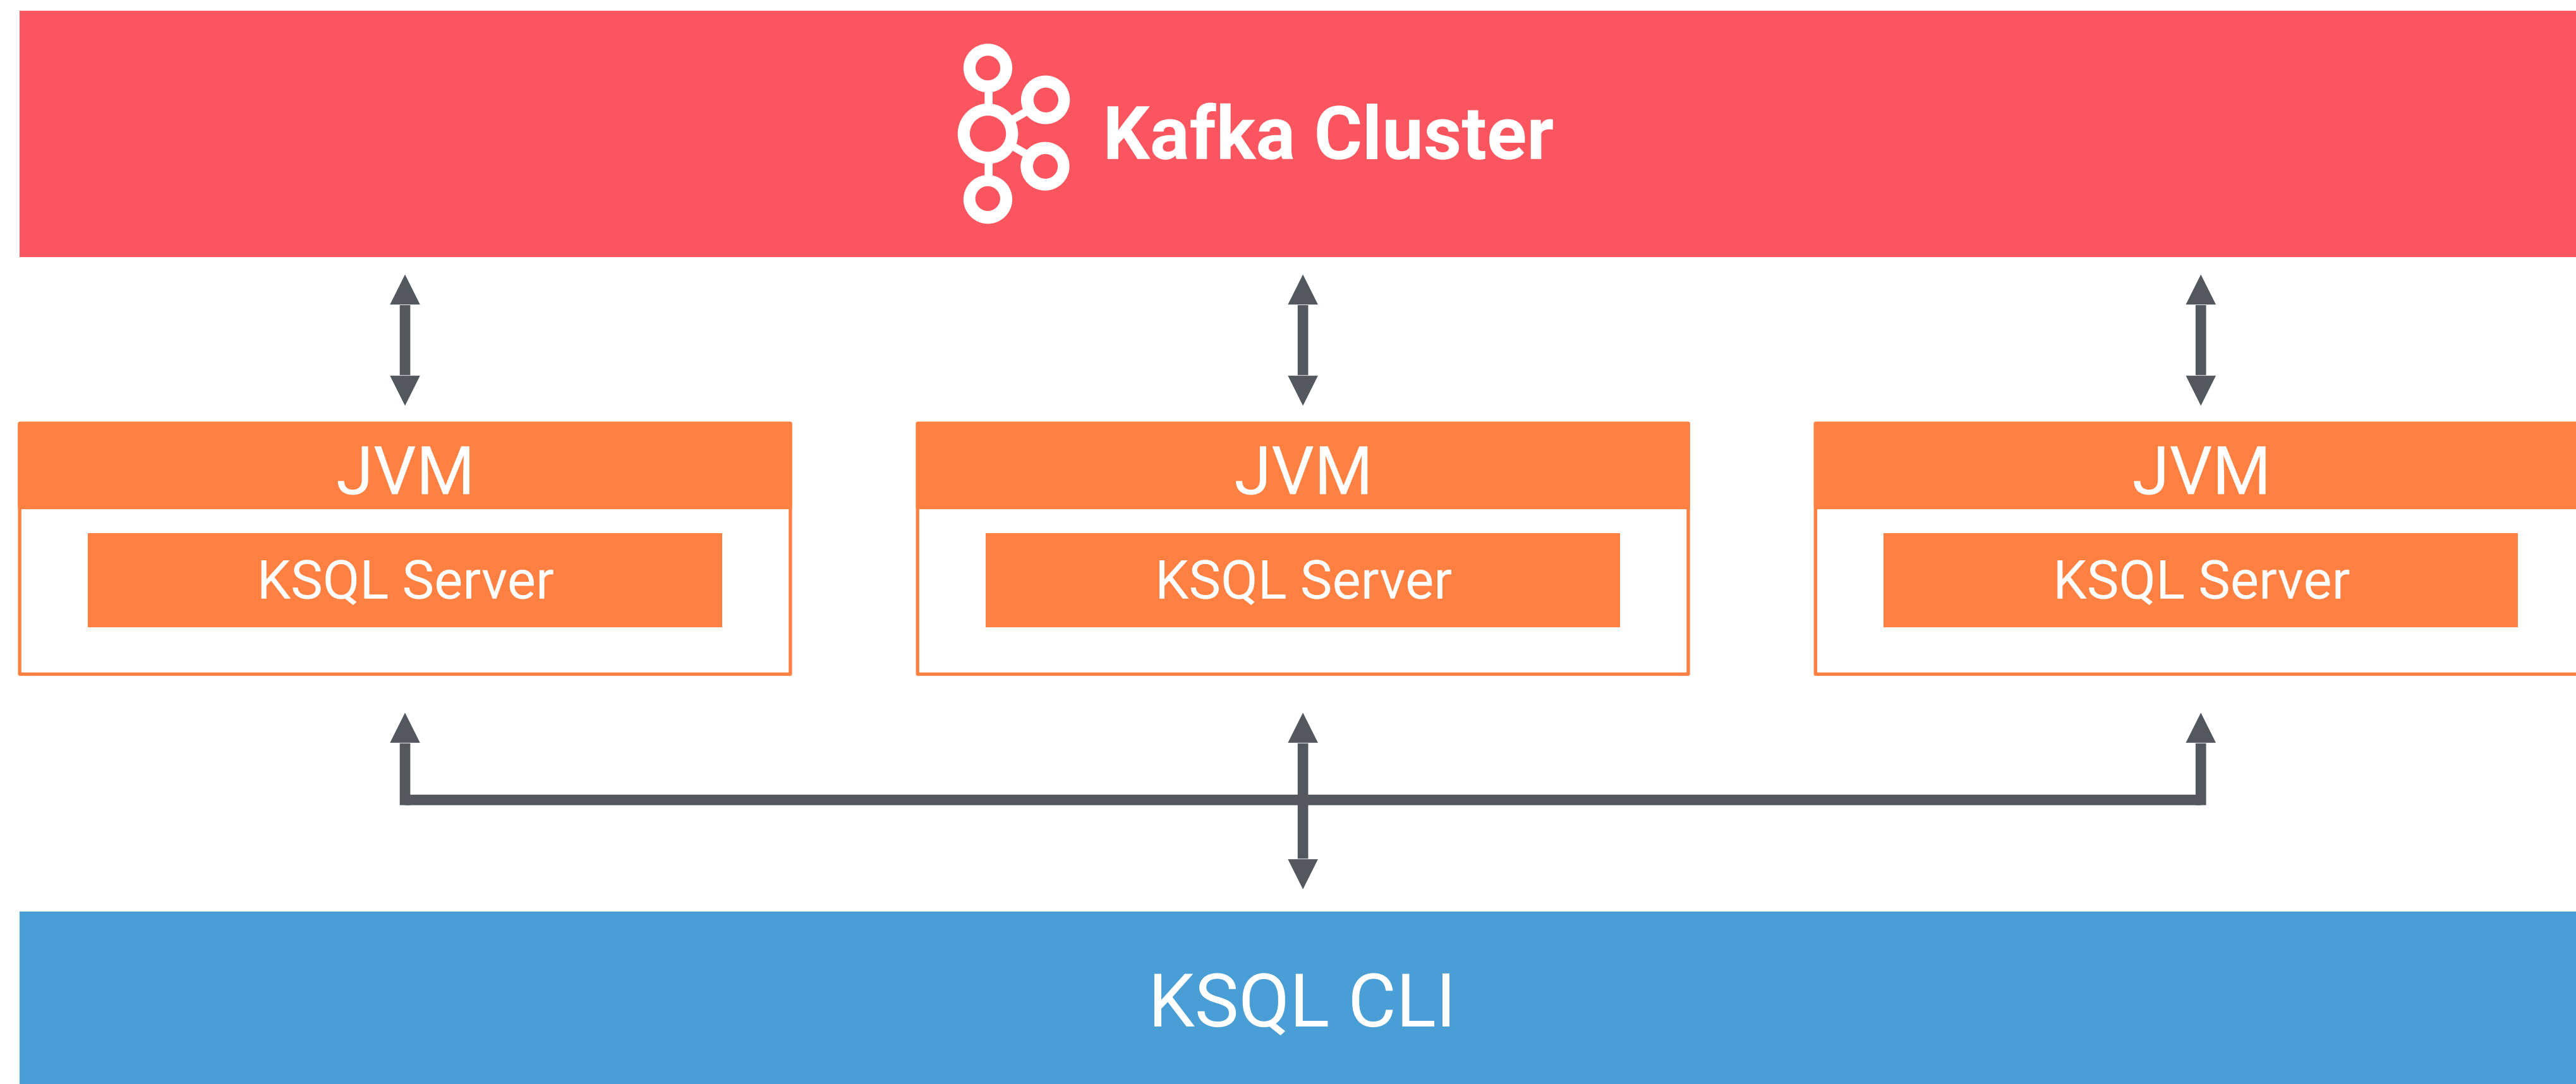 Kafka Cluster
JVM
JVM
JVM
KSQL Server
KSQL Server
KSQL Server
KSQL CLI